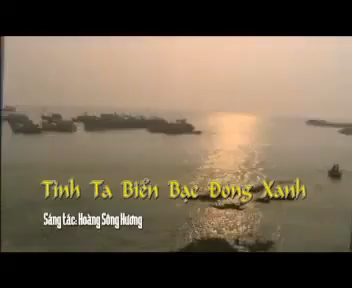 Tình Ta Biển Bạc Đồng Xanh
Sáng tác: Hoàng Sông Hương